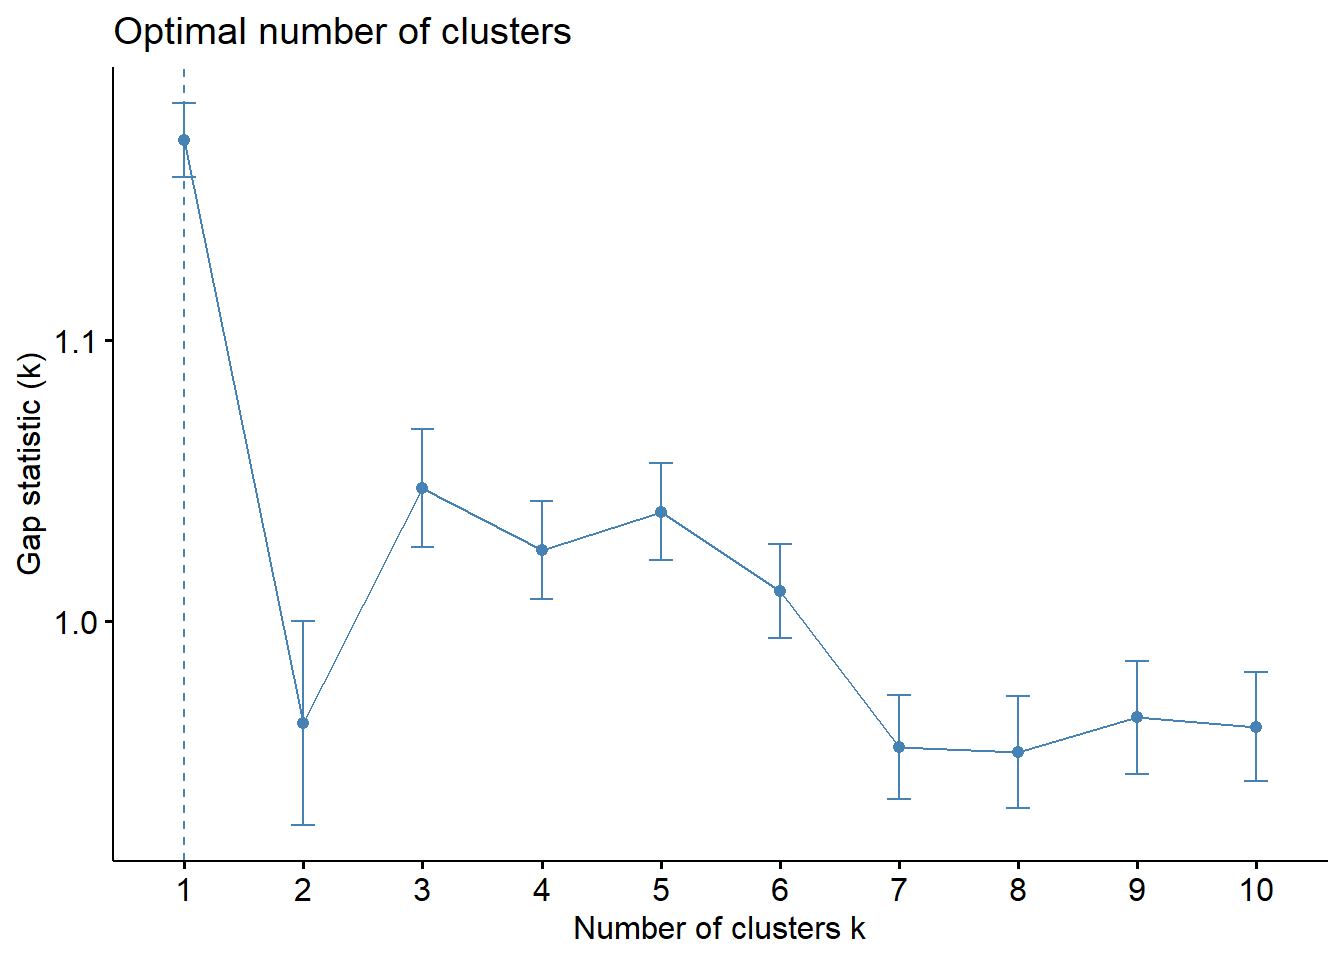 Optimal number of clusters
Gap statistic (k)
1.1
1.0
1 2 3 4 5 6 7 8 9 10
Number of clusters k